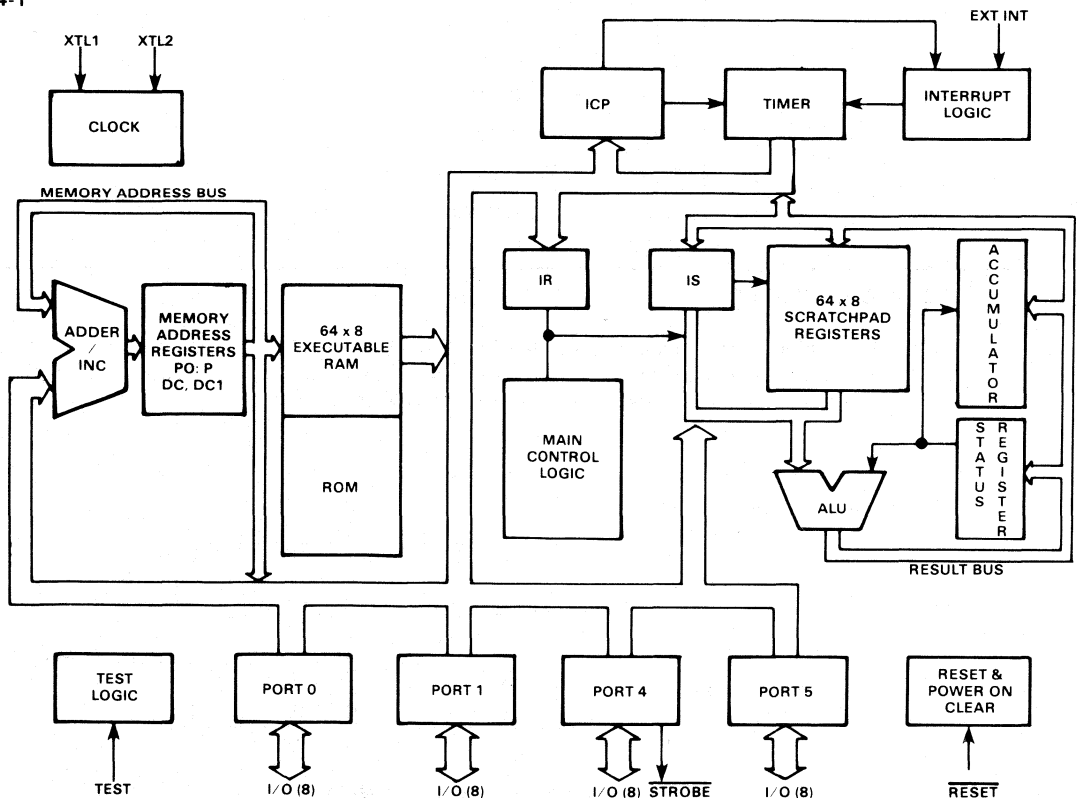 4-1
XTL1
XTL2
CLOCK
EXT INT
ICP
TIMER
INTERRUPT
LOGIC
MEMORY ADDRESS BUS
ADDER
/
INC
MEMORY
ADDRESS
REGISTERS
PO: P
DC, DC1
64 x 8
EXECUTABLE
RAM
ROM
IR
IS
64 x 8
SCRATCHPAD
REGISTERS
ACCUMULATOR
MAIN
CONTROL
LOGIC
ALU
STATUS
REGISTER
RESULT BUS
TEST
LOGIC
PORT 0
PORT 1
PORT 4
PORT 5
RESET &
POWER ON
CLEAR
TEST
I/O (8)
I/O (8)
I/O (8)
STROBE
I/O (8)
RESET